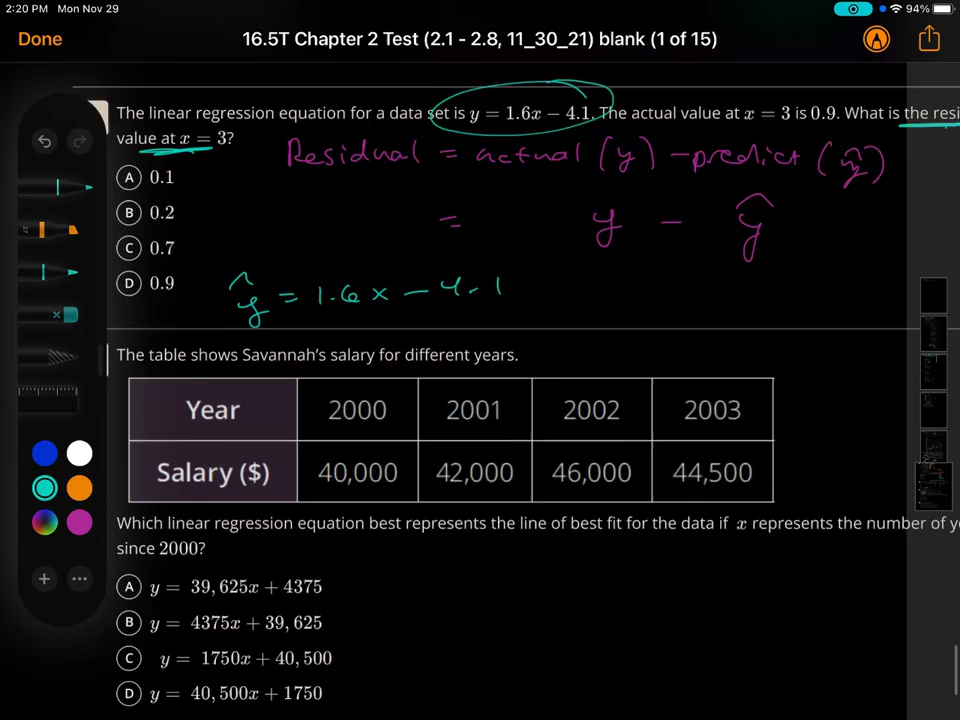 2:20 PM Mon Nov 29
94%
Done
16.5T Chapter 2 Test (2.1 - 2.8, 11_30_21) blank (1 of 15)
The linear regression equation for a data set is y = 1.6x − 4.1. The actual value at x = 3 is 0.9. What is the resi
value at x = 3?
Residual = actual (y) − predict (ŷ)
= y − ŷ
A 0.1
B 0.2
C 0.7
D 0.9
ŷ = 1.6x − 4.1
The table shows Savannah's salary for different years.
Year 2000 2001 2002 2003
Salary ($) 40,000 42,000 46,000 44,500
Which linear regression equation best represents the line of best fit for the data if x represents the number of ye
since 2000?
A y = 39, 625x + 4375
B y = 4375x + 39, 625
C y = 1750x + 40, 500
D y = 40, 500x + 1750